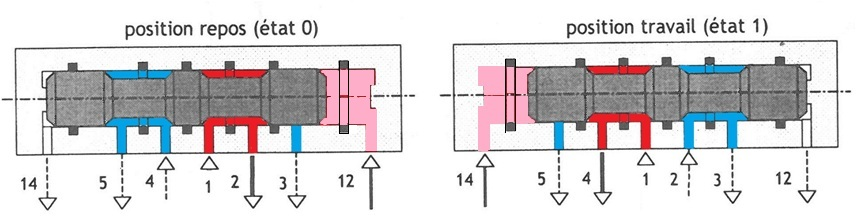 position repos (état 0)
position travail (état 1)
14 5 4 1 2 3 12
14 5 4 1 2 3 12